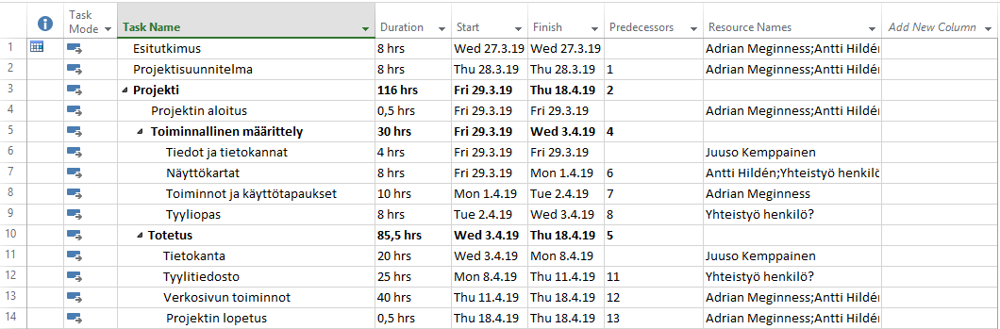 Task Mode Task Name Duration Start Finish Predecessors Resource Names Add New Column
1 Esitutkimus 8 hrs Wed 27.3.19 Wed 27.3.19 Adrian Meginness;Antti Hildén
2 Projektisuunnitelma 8 hrs Thu 28.3.19 Thu 28.3.19 1 Adrian Meginness;Antti Hildén
3 Projekti 116 hrs Fri 29.3.19 Thu 18.4.19 2
4 Projektin aloitus 0,5 hrs Fri 29.3.19 Fri 29.3.19 Adrian Meginness;Antti Hildén
5 Toiminnallinen määrittely 30 hrs Fri 29.3.19 Wed 3.4.19 4
6 Tiedot ja tietokannat 4 hrs Fri 29.3.19 Fri 29.3.19 Juuso Kemppainen
7 Näyttökartat 8 hrs Fri 29.3.19 Mon 1.4.19 6 Antti Hildén;Yhteistyö henkilö
8 Toiminnot ja käyttötapaukset 10 hrs Mon 1.4.19 Tue 2.4.19 7 Adrian Meginness
9 Tyyliopas 8 hrs Tue 2.4.19 Wed 3.4.19 8 Yhteistyö henkilö?
10 Totetus 85,5 hrs Wed 3.4.19 Thu 18.4.19 5
11 Tietokanta 20 hrs Wed 3.4.19 Mon 8.4.19 Juuso Kemppainen
12 Tyylitiedosto 25 hrs Mon 8.4.19 Thu 11.4.19 11 Yhteistyö henkilö?
13 Verkosivun toiminnot 40 hrs Thu 11.4.19 Thu 18.4.19 12 Adrian Meginness;Antti Hildén
14 Projektin lopetus 0,5 hrs Thu 18.4.19 Thu 18.4.19 13 Adrian Meginness;Antti Hildén